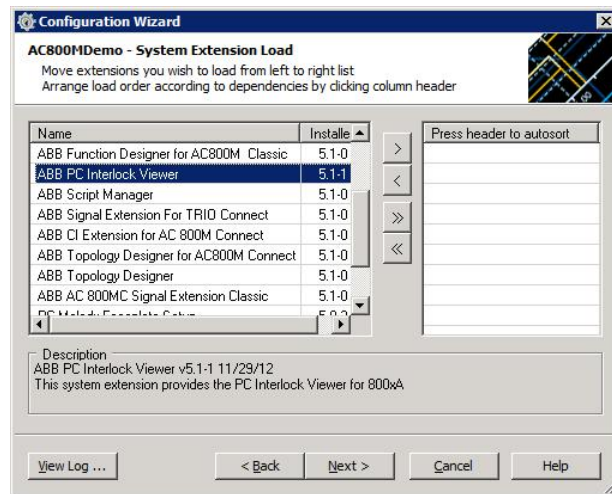 Configuration Wizard
AC800MDemo - System Extension Load
Move extensions you wish to load from left to right list
Arrange load order according to dependencies by clicking column header
Name Installe Press header to autosort
ABB Function Designer for AC800M Classic 5.1-0
ABB PC Interlock Viewer 5.1-1
ABB Script Manager 5.1-0
ABB Signal Extension For TRIO Connect 5.1-0
ABB CI Extension for AC 800M Connect 5.1-0
ABB Topology Designer for AC800M Connect 5.1-0
ABB Topology Designer 5.1-0
ABB AC 800MC Signal Extension Classic 5.1-0
Description
ABB PC Interlock Viewer v5.1-1 11/29/12
This system extension provides the PC Interlock Viewer for 800xA
View Log ... < Back Next > Cancel Help